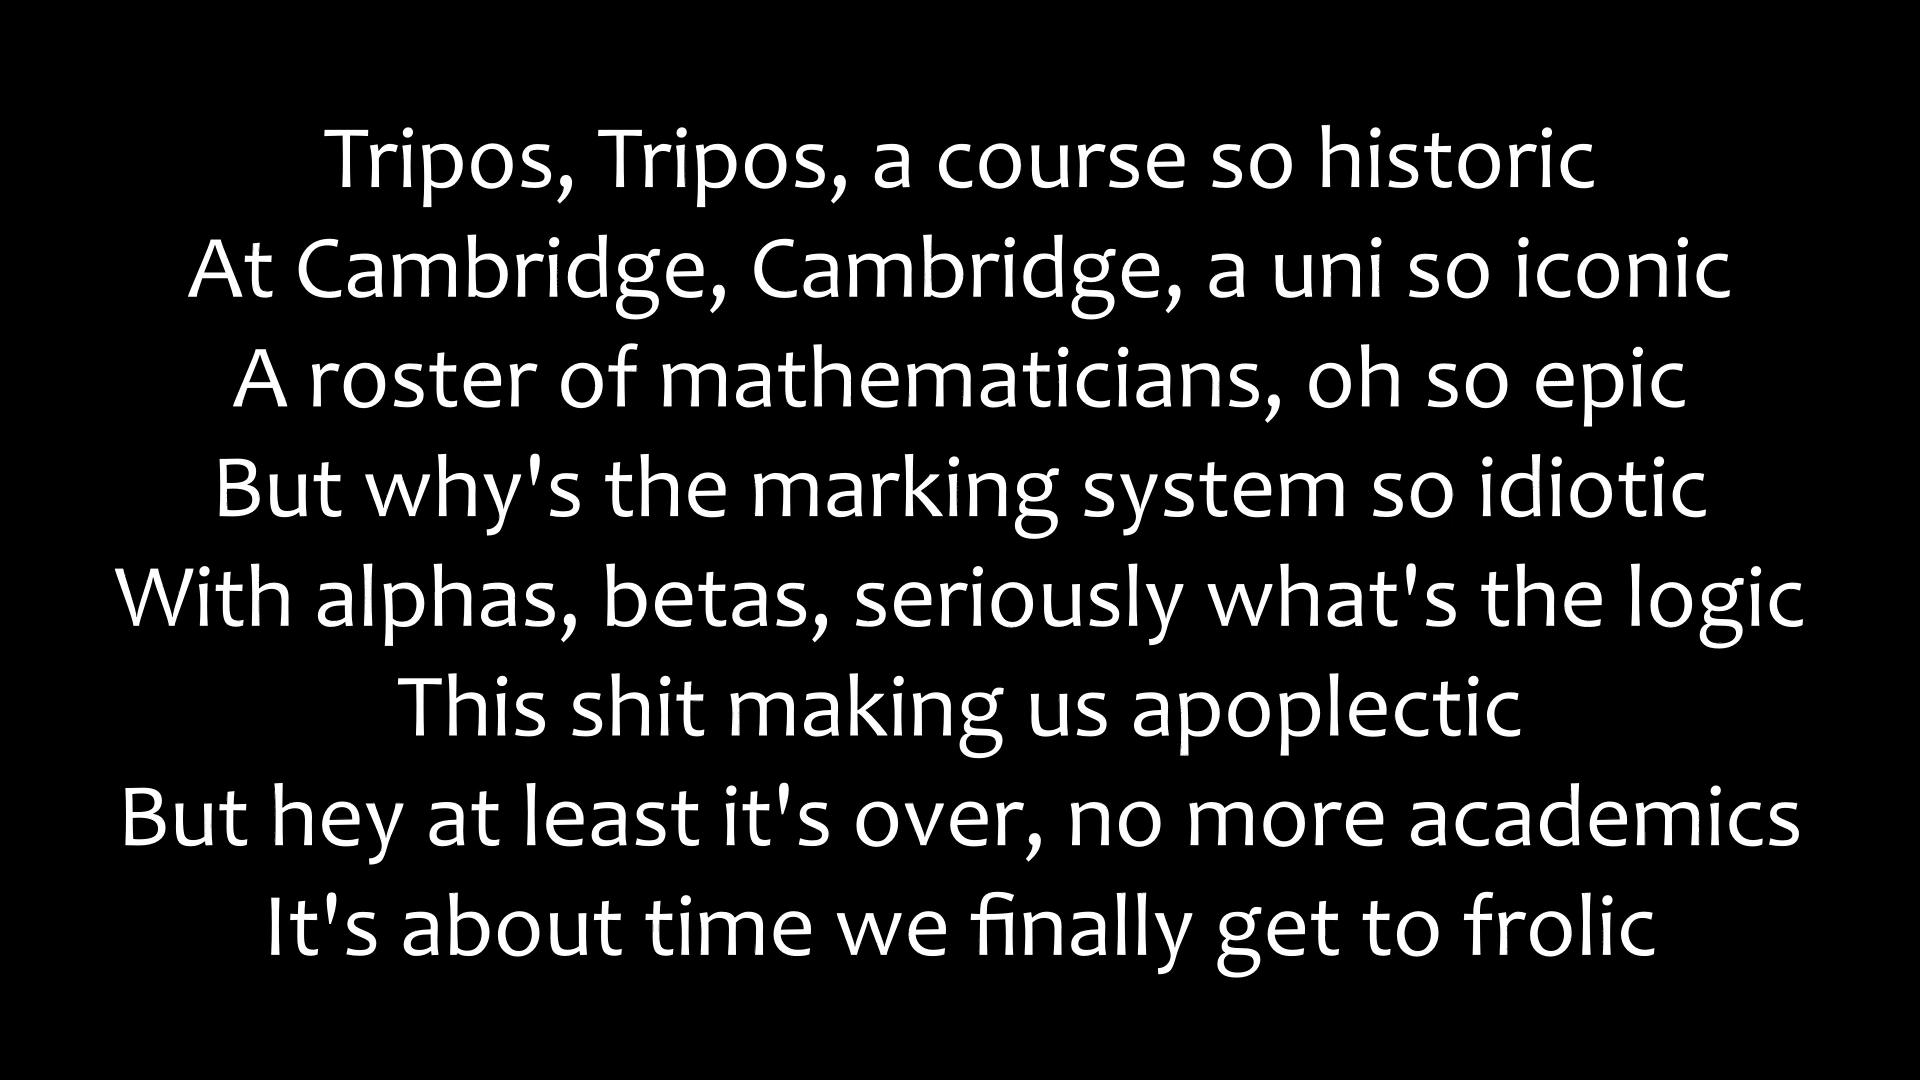 Tripos, Tripos, a course so historic
At Cambridge, Cambridge, a uni so iconic
A roster of mathematicians, oh so epic
But why's the marking system so idiotic
With alphas, betas, seriously what's the logic
This shit making us apoplectic
But hey at least it's over, no more academics
It's about time we finally get to frolic